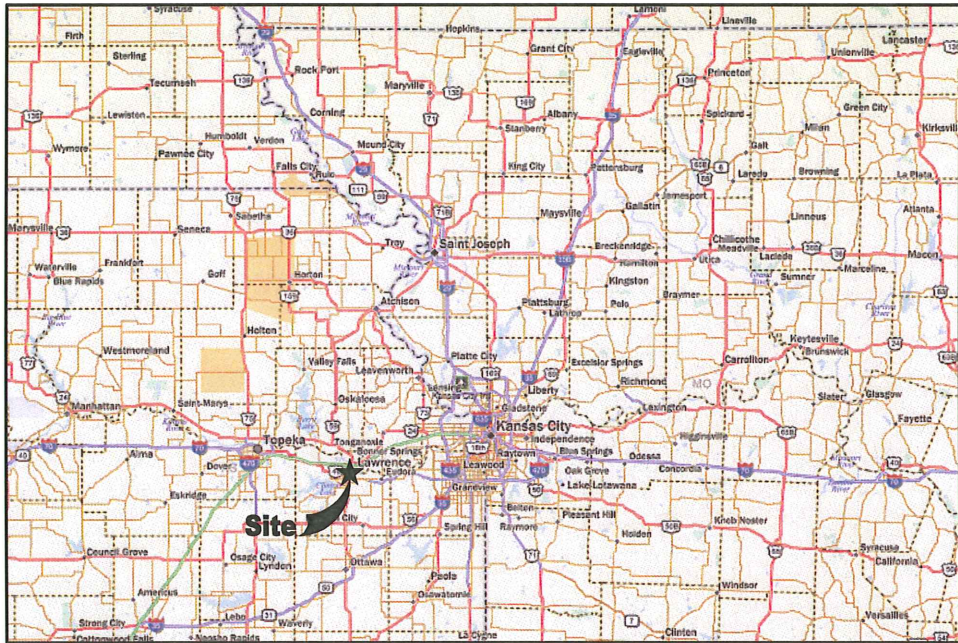 Syracuse
Hopkins
Lamoni
Lineville
Lancaster
Firth
Grant City
Eagleville
Unionville
Sterling
Rock Port
Princeton
Tecumseh
Maryville
136
Corning
Albany
Spickard
Green City
Lewiston
Stanberry
Milan
Kirksville
Humboldt
Verdon
Mound City
Galt
Wymore
Pawnee City
King City
Pattonsburg
Laredo
Browning
Falls City
Rulo
La Plata
Jamesport
Gallatin
Sabetha
Maysville
Linneus
Atlanta
Marysville
Seneca
Troy
Saint Joseph
Breckenridge
Chillicothe
Meadville
Laclede
Hamilton
Utica
Macon
Marceline
Waterville
Frankfort
Goff
Horton
Kingston
Sumner
Blue Rapids
Plattsburg
Polo
Braymer
Atchison
Lathrop
Holton
Keytesville
Brunswick
Westmoreland
Platte City
Carrollton
Valley Falls
Excelsior Springs
Leavenworth
Lansing
Liberty
Richmond
MO
Slater
Glasgow
Manhattan
Saint Marys
Oskaloosa
Gladstone
Lexington
Fayette
Topeka
Tonganoxie
Kansas City
Bonner Springs
Independence
Higginsville
Alma
Raytown
Blue Springs
Odessa
Dover
Lawrence
Eudora
Leawood
Oak Grove
Concordia
Lake Lotawana
Eskridge
Grandview
Site
Belton
Pleasant Hill
Knob Noster
Spring Hill
Raymore
Holden
Council Grove
Osage City
Syracuse
California
Lyndon
Ottawa
Americus
Paola
Osawatomie
Windsor
Strong City
Lebo
Waverly
Versailles
Cottonwood Falls
Neosho Rapids
La Cygne
Clinton